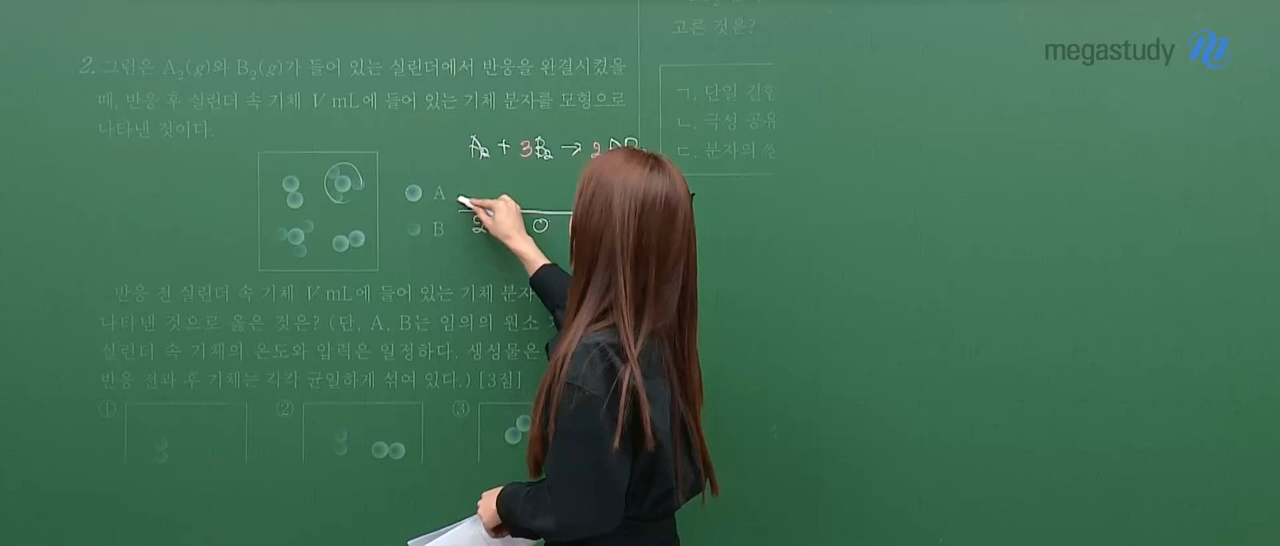 고른 것은?
megastudy
2. 그림은 A₂(g)와 B₂(g)가 들어 있는 실린더에서 반응을 완결시켰을
때, 반응 후 실린더 속 기체 V mL에 들어 있는 기체 분자를 모형으로
나타낸 것이다.
ㄱ. 단일 결합
ㄴ. 극성 공유
ㄷ. 분자의
A₂ + 3B₂ → 2AB
A
B
2 0
반응 전 실린더 속 기체 V mL에 들어 있는 기체 분자
나타낸 것으로 옳은 것은? (단, A, B는 임의의 원소
실린더 속 기체의 온도와 압력은 일정하다. 생성물은
반응 전과 후 기체는 각각 균일하게 섞여 있다.) [3점]
① ② ③